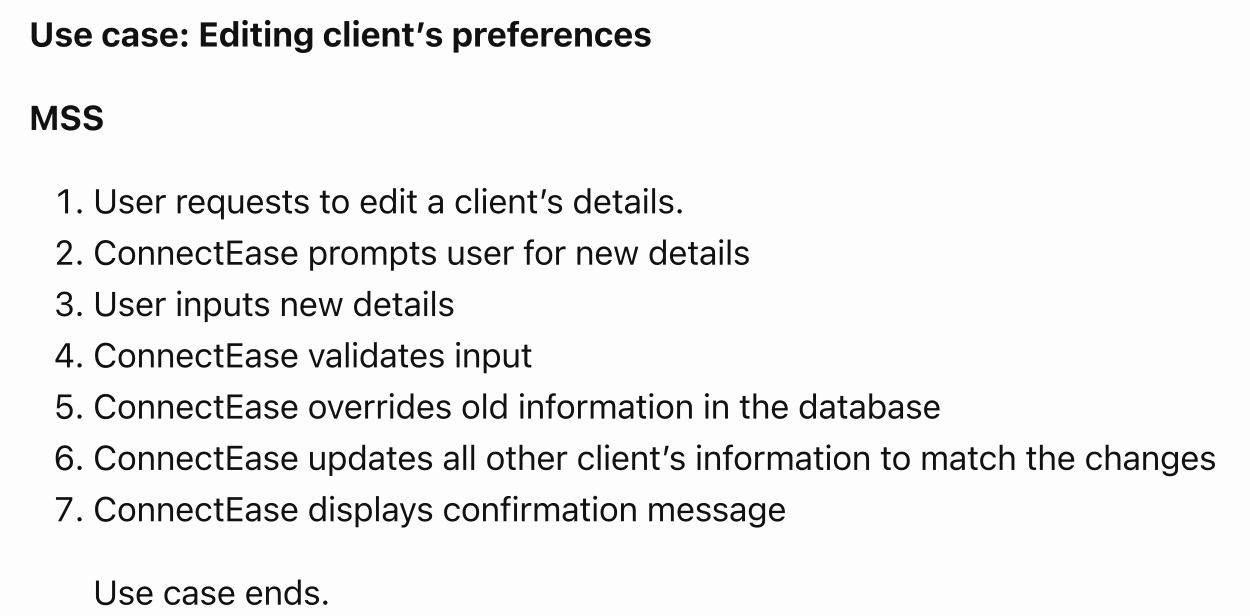 Use case: Editing client’s preferences
MSS
1. User requests to edit a client’s details.
2. ConnectEase prompts user for new details
3. User inputs new details
4. ConnectEase validates input
5. ConnectEase overrides old information in the database
6. ConnectEase updates all other client’s information to match the changes
7. ConnectEase displays confirmation message
Use case ends.